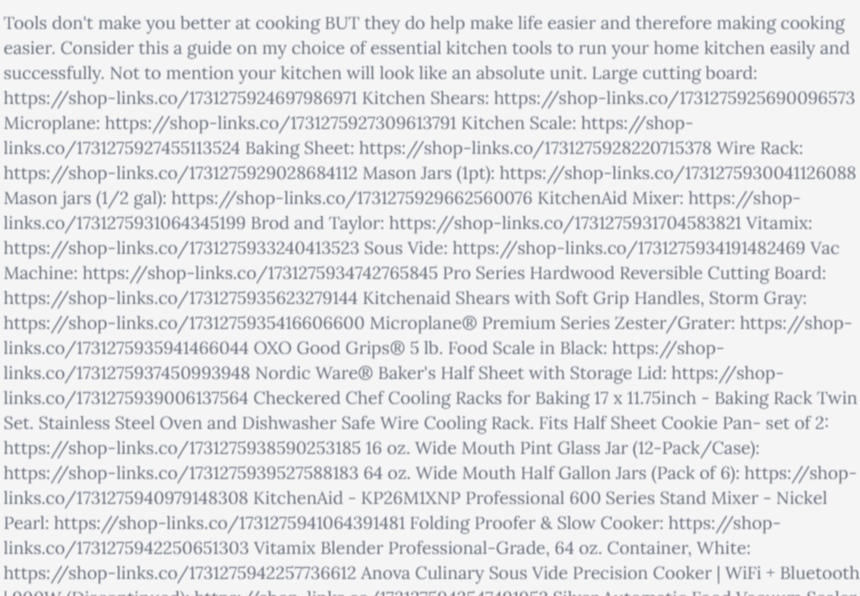 Tools don't make you better at cooking BUT they do help make life easier and therefore making cooking
easier. Consider this a guide on my choice of essential kitchen tools to run your home kitchen easily and
successfully. Not to mention your kitchen will look like an absolute unit. Large cutting board:
https://shop-links.co/1731275924697986971 Kitchen Shears: https://shop-links.co/1731275925690096573
Microplane: https://shop-links.co/1731275927309613791 Kitchen Scale: https://shop-
links.co/1731275927455113524 Baking Sheet: https://shop-links.co/1731275928220715378 Wire Rack:
https://shop-links.co/1731275929028684112 Mason Jars (1pt): https://shop-links.co/1731275930041126088
Mason jars (1/2 gal): https://shop-links.co/1731275929662560076 KitchenAid Mixer: https://shop-
links.co/1731275931064345199 Brod and Taylor: https://shop-links.co/1731275931704583821 Vitamix:
https://shop-links.co/1731275933240413523 Sous Vide: https://shop-links.co/1731275934191482469 Vac
Machine: https://shop-links.co/1731275934742765845 Pro Series Hardwood Reversible Cutting Board:
https://shop-links.co/1731275935623279144 Kitchenaid Shears with Soft Grip Handles, Storm Gray:
https://shop-links.co/1731275935416606600 Microplane® Premium Series Zester/Grater: https://shop-
links.co/1731275935941466044 OXO Good Grips® 5 lb. Food Scale in Black: https://shop-
links.co/1731275937450993948 Nordic Ware® Baker's Half Sheet with Storage Lid: https://shop-
links.co/1731275939006137564 Checkered Chef Cooling Racks for Baking 17 x 11.75inch - Baking Rack Twin
Set. Stainless Steel Oven and Dishwasher Safe Wire Cooling Rack. Fits Half Sheet Cookie Pan- set of 2:
https://shop-links.co/1731275938590253185 16 oz. Wide Mouth Pint Glass Jar (12-Pack/Case):
https://shop-links.co/1731275939527588183 64 oz. Wide Mouth Half Gallon Jars (Pack of 6): https://shop-
links.co/1731275940979148308 KitchenAid - KP26M1XNP Professional 600 Series Stand Mixer - Nickel
Pearl: https://shop-links.co/1731275941064391481 Folding Proofer & Slow Cooker: https://shop-
links.co/1731275942250651303 Vitamix Blender Professional-Grade, 64 oz. Container, White:
https://shop-links.co/1731275942257736612 Anova Culinary Sous Vide Precision Cooker | WiFi + Bluetooth
| 900W (Discontinued): Silver Automatic Food Vacuum Sealer